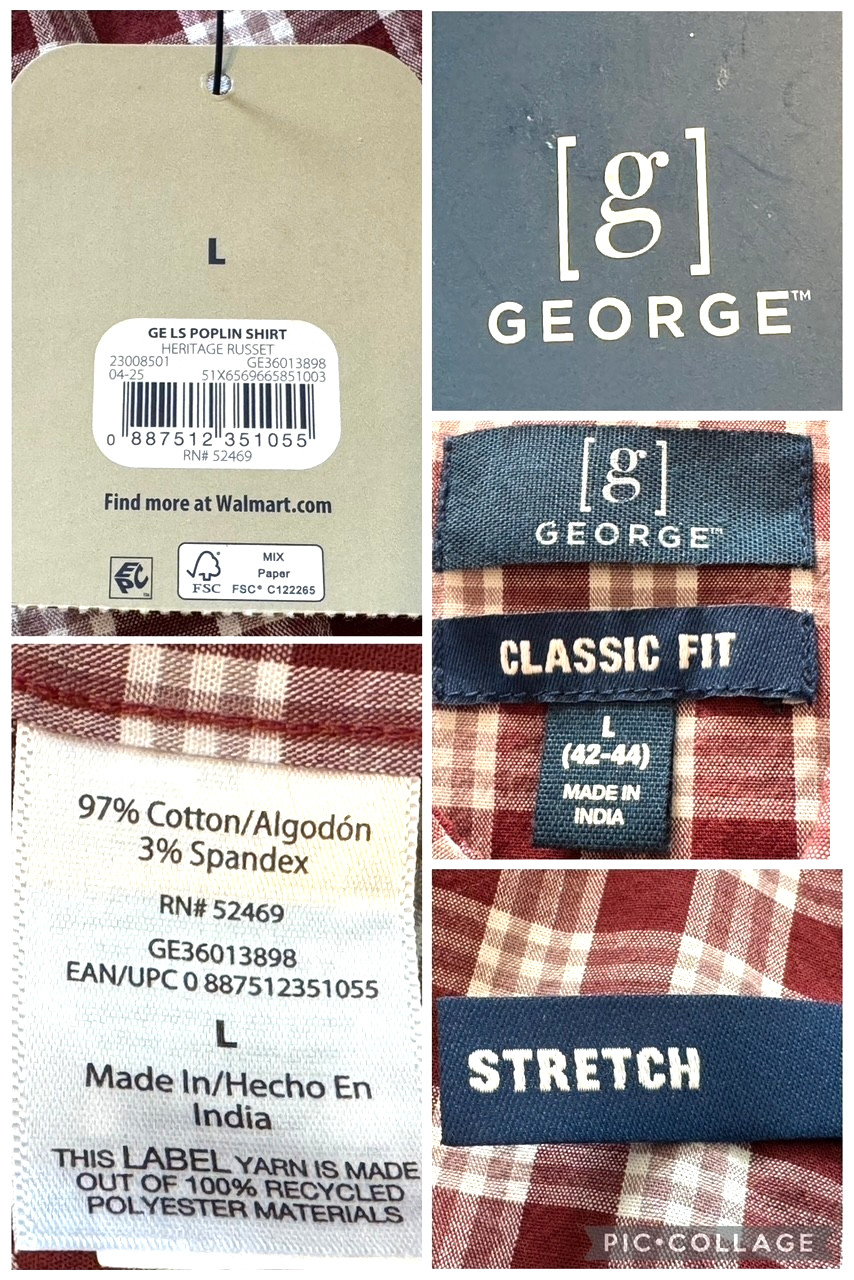 L
GE LS POPLIN SHIRT
HERITAGE RUSSET
23008501 GE36013898
04-25 51X6569665851003
0 887512 351055
RN# 52469
Find more at Walmart.com
EPC
FSC
MIX
Paper
FSC® C122265
[g]
GEORGE™
[g]
GEORGE™
CLASSIC FIT
L
(42-44)
MADE IN
INDIA
97% Cotton/Algodón
3% Spandex
RN# 52469
GE36013898
EAN/UPC 0 887512351055
L
Made In/Hecho En
India
THIS LABEL YARN IS MADE
OUT OF 100% RECYCLED
POLYESTER MATERIALS
STRETCH
PIC•COLLAGE